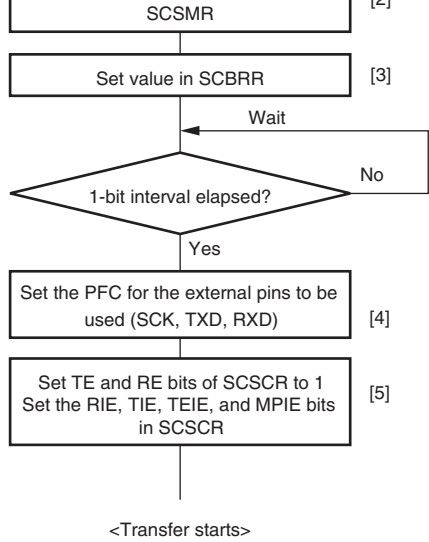 [2]
SCSMR
Set value in SCBRR
[3]
Wait
1-bit interval elapsed?
No
Yes
Set the PFC for the external pins to be
used (SCK, TXD, RXD)
[4]
Set TE and RE bits of SCSCR to 1
Set the RIE, TIE, TEIE, and MPIE bits
in SCSCR
[5]
<Transfer starts>